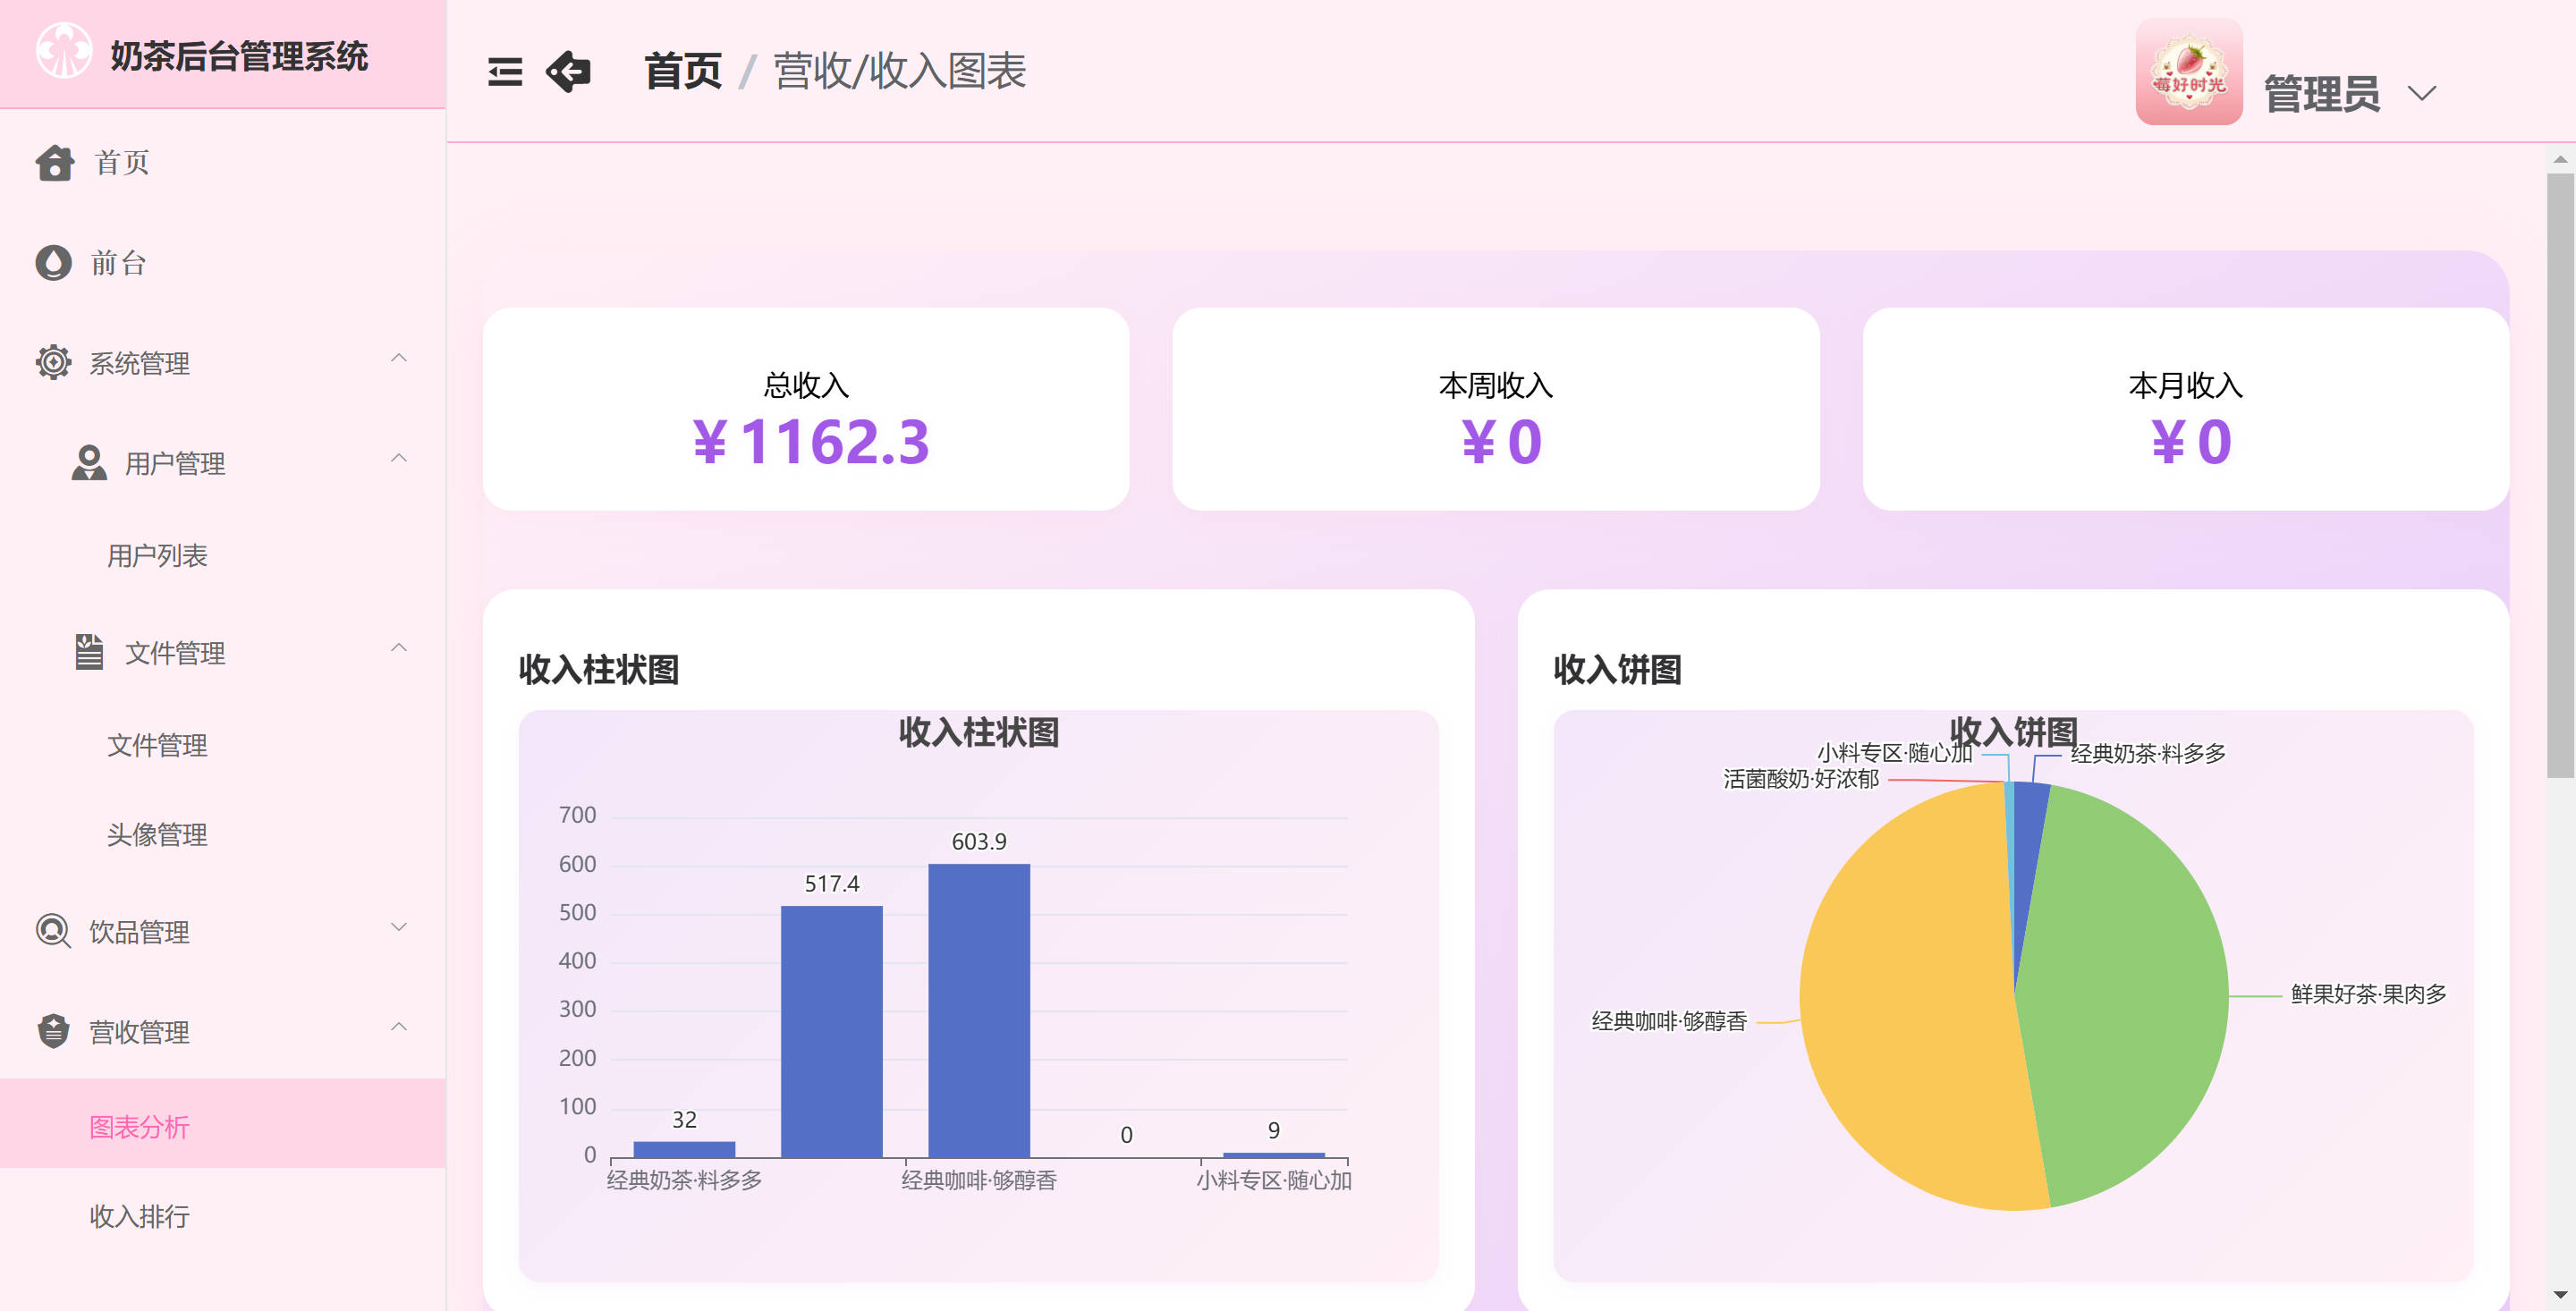 奶茶后台管理系统
首页 / 营收/收入图表
莓好时光
管理员
首页
前台
系统管理
用户管理
用户列表
文件管理
文件管理
头像管理
饮品管理
营收管理
图表分析
收入排行
总收入
¥1162.3
本周收入
¥0
本月收入
¥0
收入柱状图
收入柱状图
700
600
500
400
300
200
100
0
32
517.4
603.9
0
9
经典奶茶·料多多
经典咖啡·够醇香
小料专区·随心加
收入饼图
收入饼图
小料专区·随心加
经典奶茶·料多多
活菌酸奶·好浓郁
鲜果好茶·果肉多
经典咖啡·够醇香